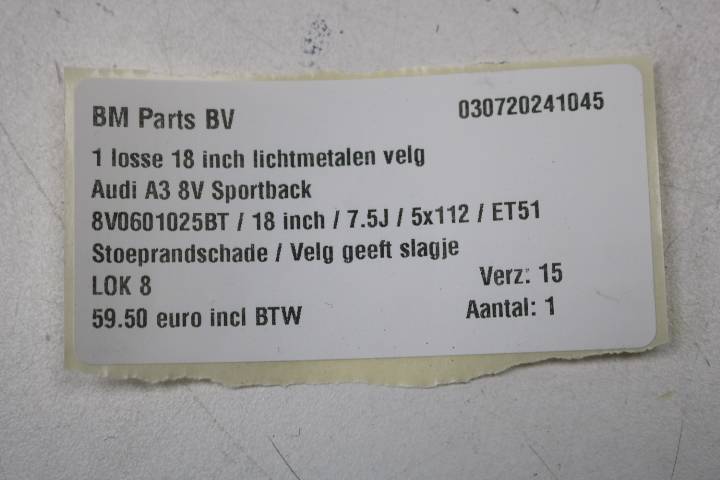 BM Parts BV 030720241045
1 losse 18 inch lichtmetalen velg
Audi A3 8V Sportback
8V0601025BT / 18 inch / 7.5J / 5x112 / ET51
Stoeprandschade / Velg geeft slagje
LOK 8 Verz: 15
59.50 euro incl BTW Aantal: 1